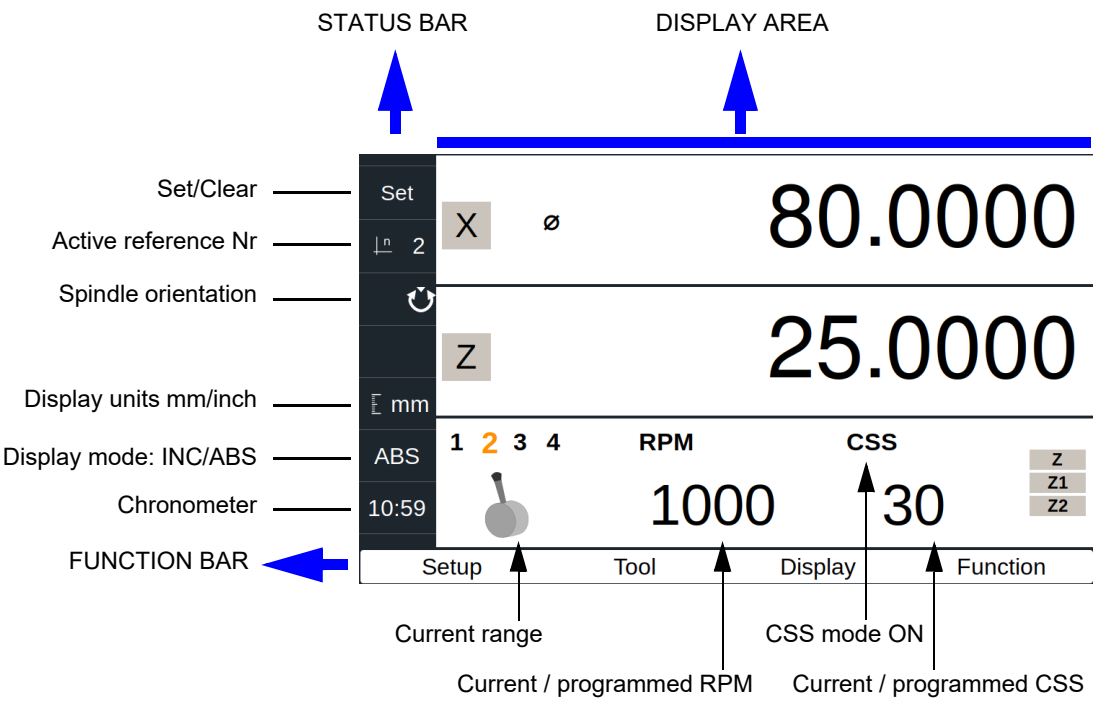 STATUS BAR
DISPLAY AREA
Set/Clear
Set
X
⌀
80.0000
Active reference Nr
n 2
Spindle orientation
Z
25.0000
Display units mm/inch
mm
Display mode: INC/ABS
ABS
1 2 3 4
RPM
CSS
Z
Z1
Z2
Chronometer
10:59
1000
30
FUNCTION BAR
Setup
Tool
Display
Function
Current range
CSS mode ON
Current / programmed RPM
Current / programmed CSS